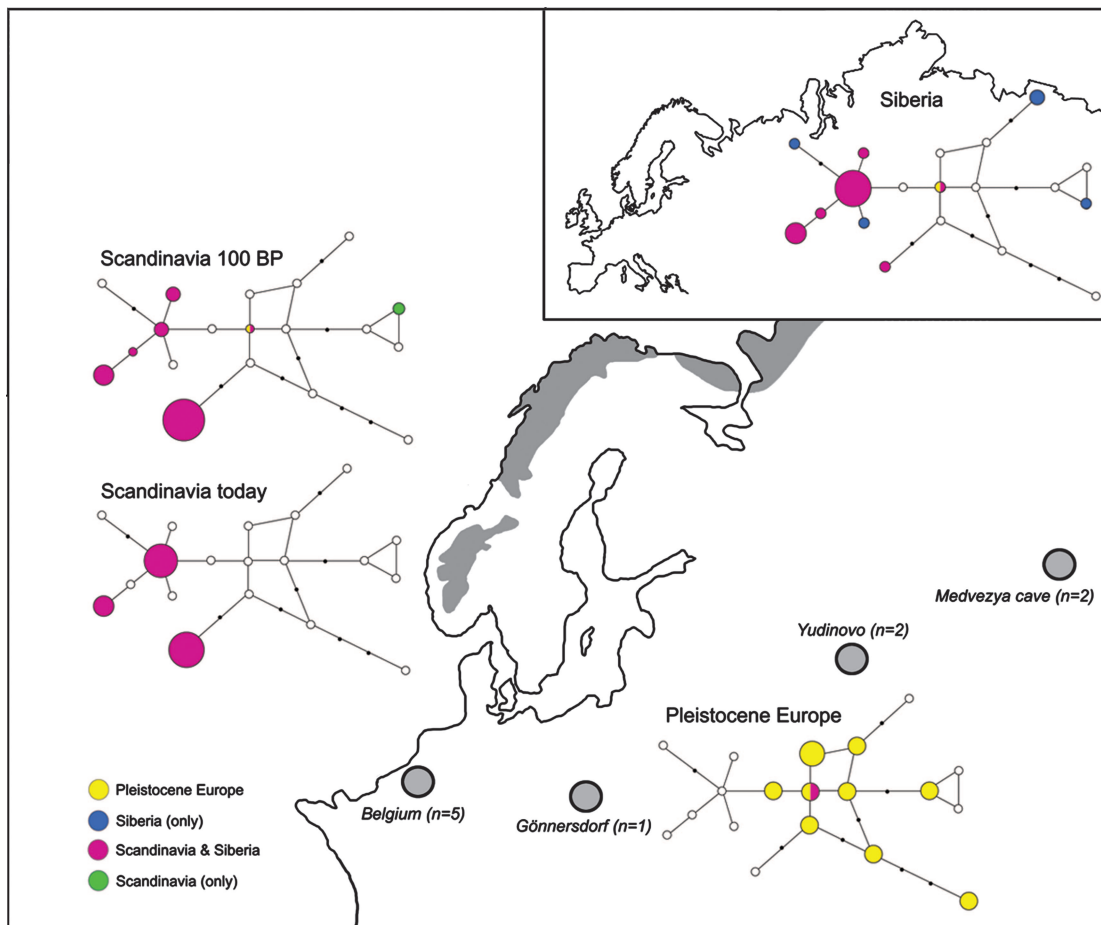 Siberia
Scandinavia 100 BP
Scandinavia today
Medvezya cave (n=2)
Yudinovo (n=2)
Pleistocene Europe
Belgium (n=5)
Gönnersdorf (n=1)
Pleistocene Europe
Siberia (only)
Scandinavia & Siberia
Scandinavia (only)